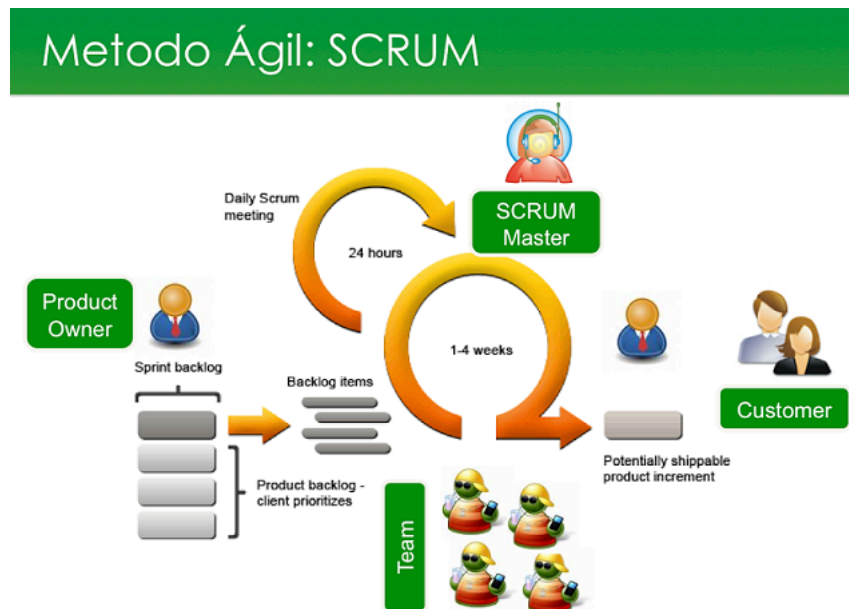 Metodo Ágil: SCRUM
Daily Scrum
meeting
24 hours
SCRUM
Master
Product
Owner
Sprint backlog
Backlog items
1-4 weeks
Customer
Product backlog -
client prioritizes
Potentially shippable
product increment
Team